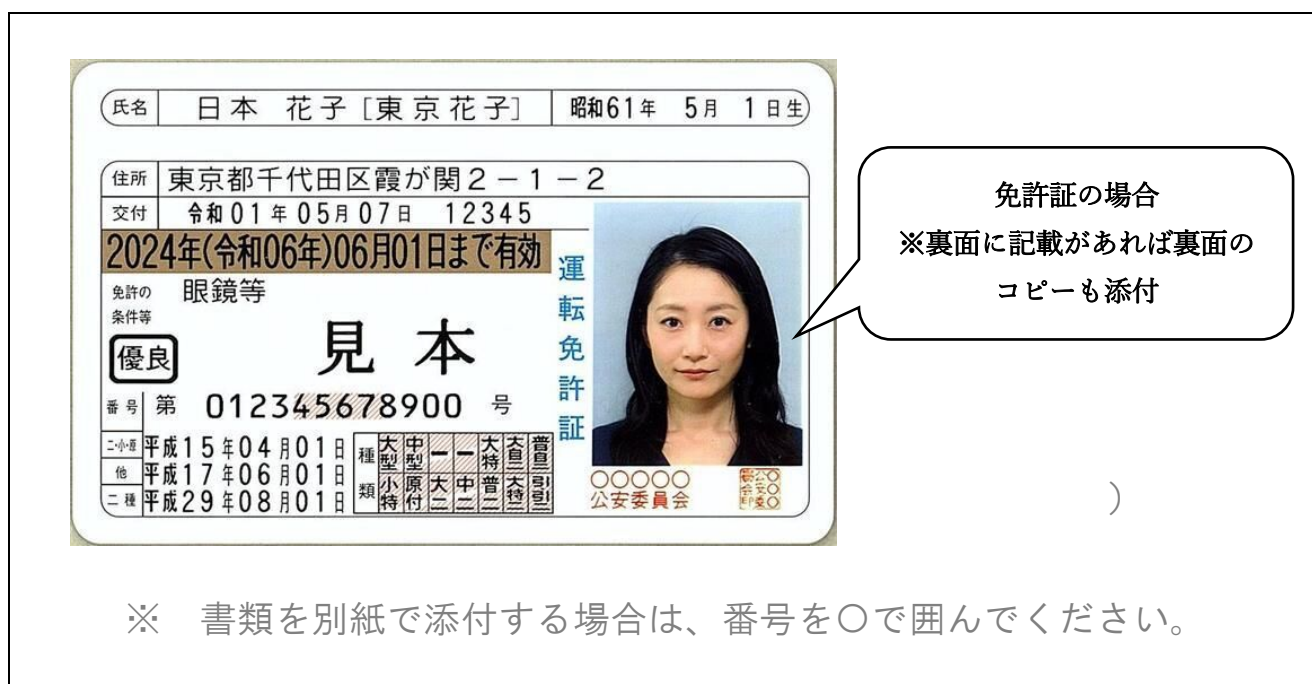 氏名 日本 花子[東京花子] 昭和61年 5月 1日生
住所 東京都千代田区霞が関2-1-2
交付 令和01年05月07日 12345
2024年(令和06年)06月01日まで有効
免許の
条件等
眼鏡等
見本
優良
番号 第 012345678900 号
二・小・原 平成15年04月01日
他 平成17年06月01日
二種 平成29年08月01日
種類
大型 中型 ー ー 大特 大自二 普自二
小特 原付 大二 中二 普二 大特二 引引二
運転免許証
○○○○○
公安委員会
免許証の場合
※裏面に記載があれば裏面の
コピーも添付
)
※ 書類を別紙で添付する場合は、番号を○で囲んでください。